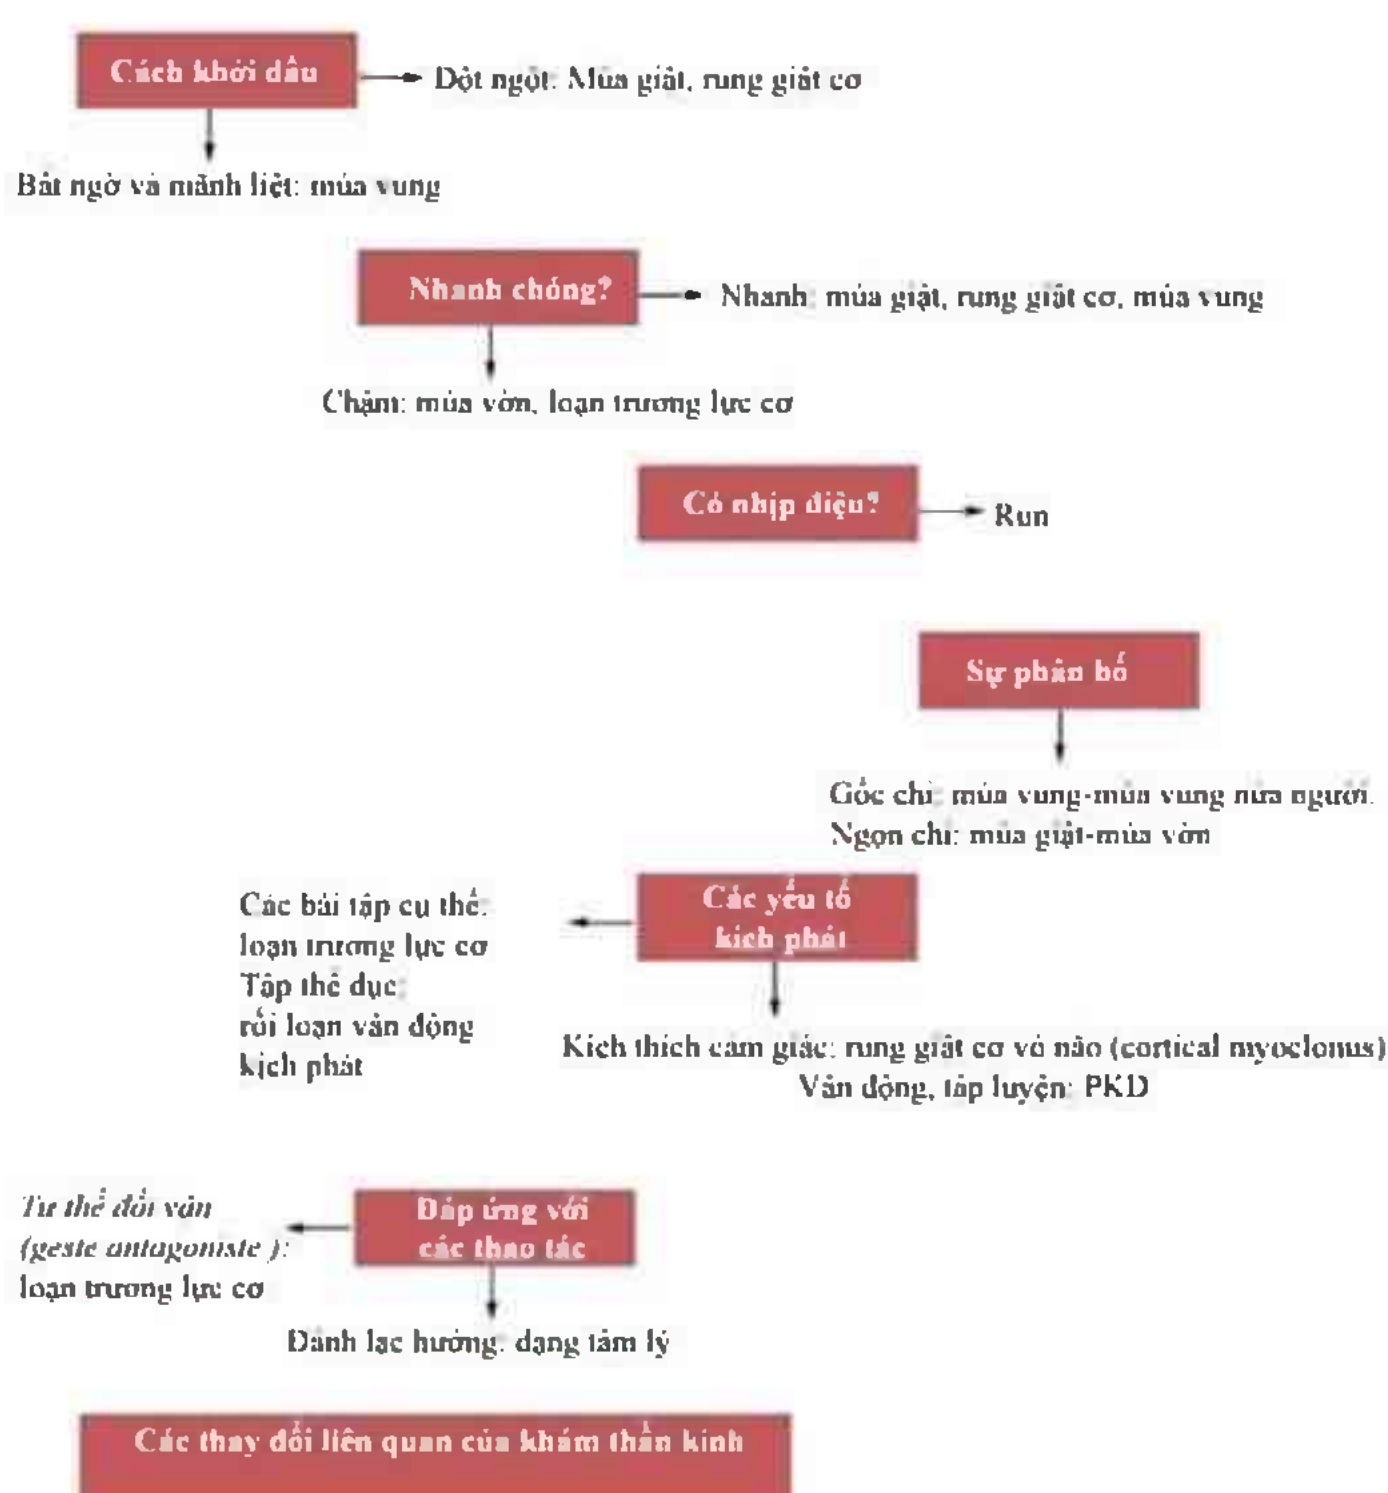 Cách khởi dầu
Dột ngột: Múa giật, rung giật cơ
Bất ngờ và mãnh liệt: múa vung
Nhanh chóng?
Nhanh: múa giật, rung giật cơ, múa vung
Chậm: múa vờn, loạn trương lực cơ
Có nhịp điệu?
Run
Sự phân bố
Gốc chi: múa vung-múa vung nửa người.
Ngọn chi: múa giật-múa vờn
Các yếu tố
kích phát
Các bài tập cụ thể:
loạn trương lực cơ
Tập thể dục:
rối loạn vận động
kịch phát
Kích thích cảm giác: rung giật cơ vỏ não (cortical myoclonus)
Vận động, tập luyện: PKD
Đáp ứng với
các thao tác
Tư thế đối vận
(geste antagoniste ):
loạn trương lực cơ
Đánh lạc hướng: dạng tâm lý
Các thay đổi liên quan của khám thần kinh